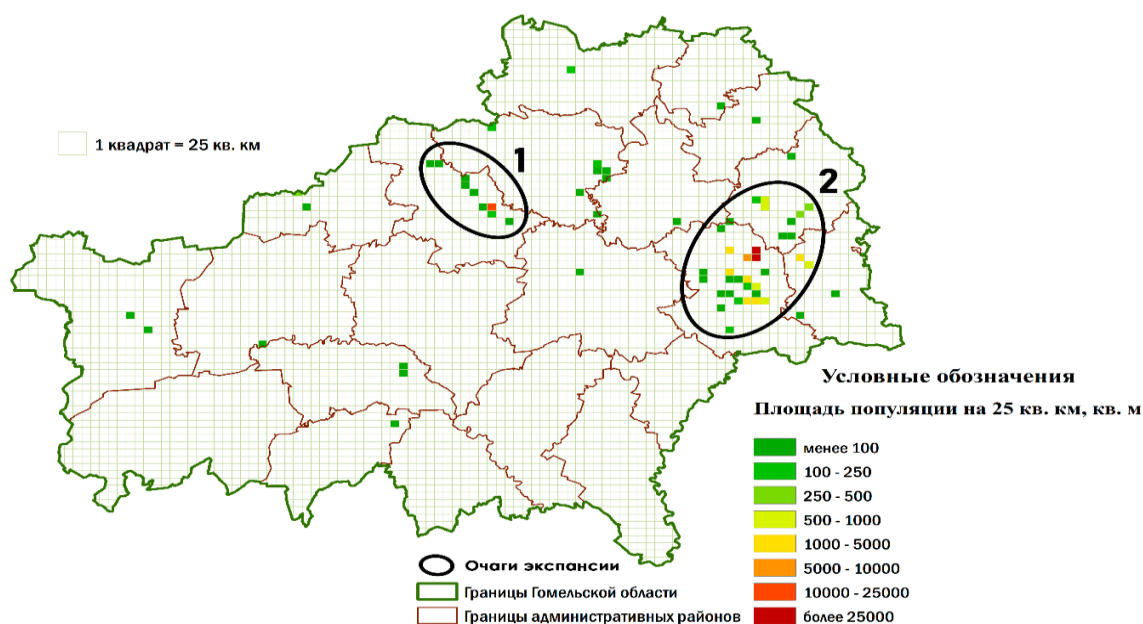 1 квадрат = 25 кв. км
1
2
Условные обозначения
Площадь популяции на 25 кв. км, кв. м
менее 100
100 - 250
250 - 500
500 - 1000
1000 - 5000
5000 - 10000
10000 - 25000
более 25000
Очаги экспансии
Границы Гомельской области
Границы административных районов